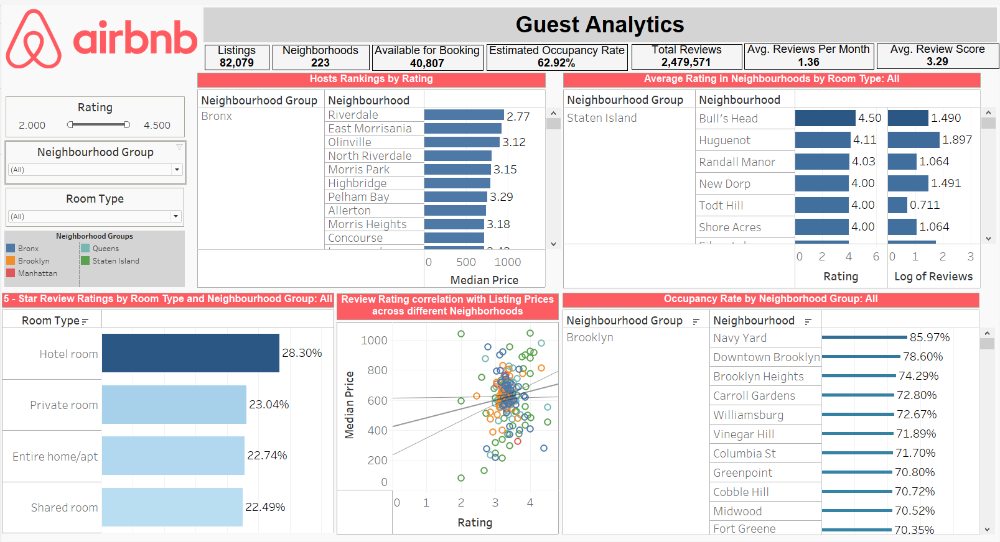 airbnb
Guest Analytics
Listings
82,079
Neighborhoods
223
Available for Booking
40,807
Estimated Occupancy Rate
62.92%
Total Reviews
2,479,571
Avg. Reviews Per Month
1.36
Avg. Review Score
3.29
Rating
2.000 4.500
Neighbourhood Group
(All)
Room Type
(All)
Neighborhood Groups
Bronx Queens
Brooklyn Staten Island
Manhattan
Hosts Rankings by Rating
Neighbourhood Group Neighbourhood
Bronx Riverdale 2.77
East Morrisania
Olinville 3.12
North Riverdale
Morris Park 3.15
Highbridge
Pelham Bay 3.29
Allerton
Morris Heights 3.18
Concourse
0 500 1000
Median Price
Average Rating in Neighbourhoods by Room Type: All
Neighbourhood Group Neighbourhood
Staten Island Bull's Head 4.50 1.490
Huguenot 4.11 1.897
Randall Manor 4.03 1.064
New Dorp 4.00 1.491
Todt Hill 4.00 0.711
Shore Acres 4.00 1.064
0 2 4 6 0 1 2 3
Rating Log of Reviews
5 - Star Review Ratings by Room Type and Neighbourhood Group: All
Room Type
Hotel room 28.30%
Private room 23.04%
Entire home/apt 22.74%
Shared room 22.49%
Review Rating correlation with Listing Prices
across different Neighborhoods
1000
800
600
400
200
0
Median Price
0 1 2 3 4
Rating
Occupancy Rate by Neighborhood Group: All
Neighbourhood Group Neighbourhood
Brooklyn Navy Yard 85.97%
Downtown Brooklyn 78.60%
Brooklyn Heights 74.29%
Carroll Gardens 72.80%
Williamsburg 72.67%
Vinegar Hill 71.89%
Columbia St 71.70%
Greenpoint 70.80%
Cobble Hill 70.72%
Midwood 70.52%
Fort Greene 70.35%